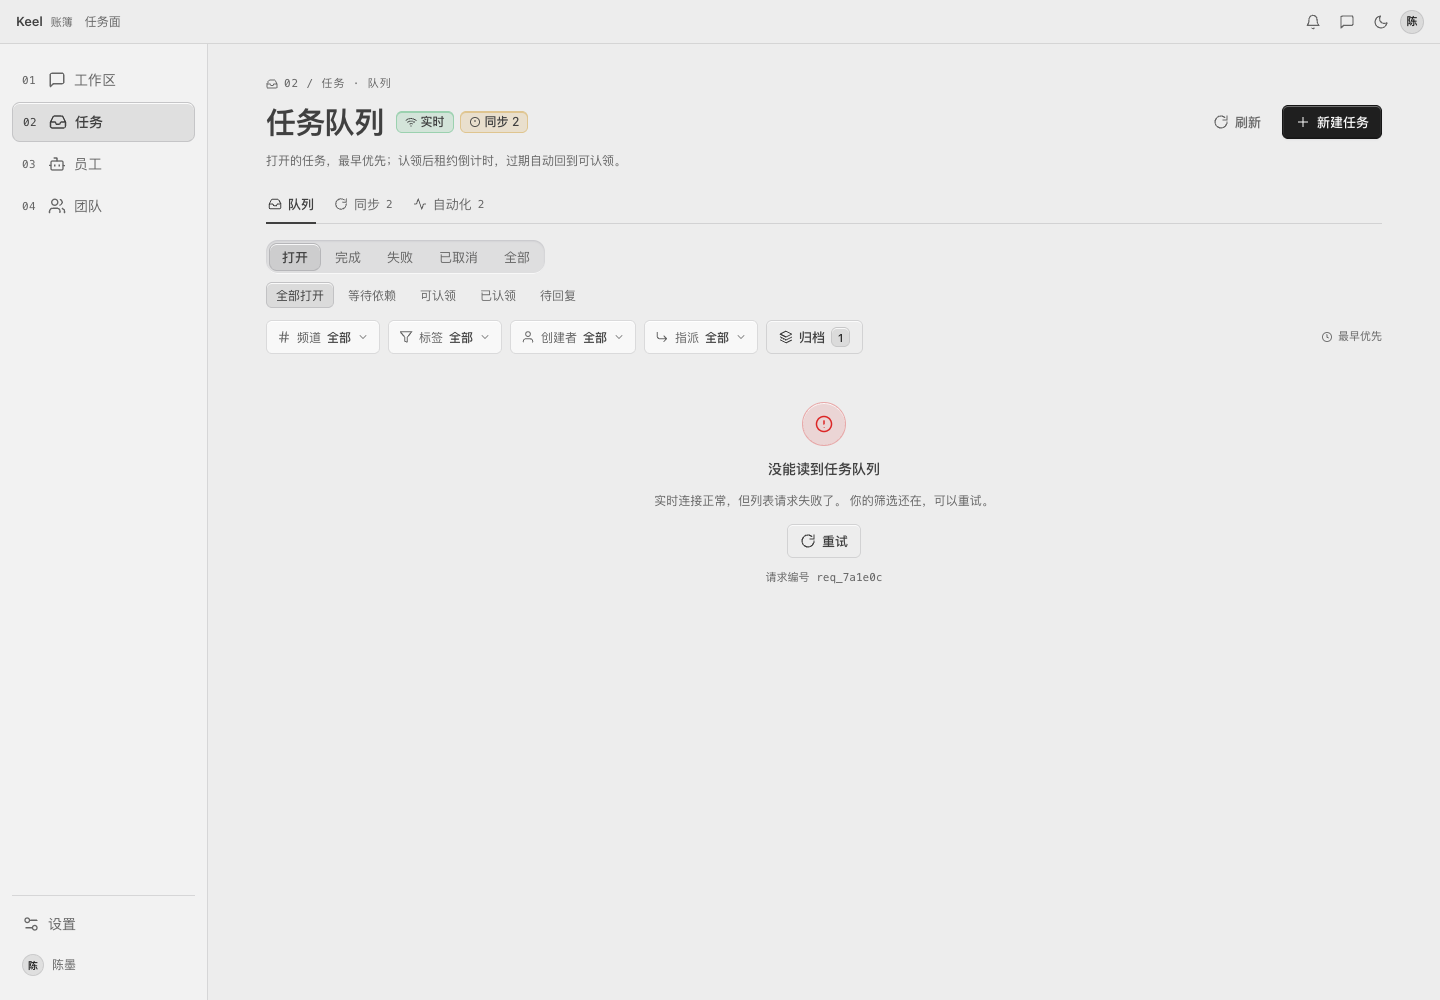 Keel 账簿 任务面
陈
01 工作区
02 任务
03 员工
04 团队
设置
陈 陈墨
02 / 任务 · 队列
任务队列 实时 同步 2
刷新 新建任务
打开的任务，最早优先；认领后租约倒计时，过期自动回到可认领。
队列 同步 2 自动化 2
打开 完成 失败 已取消 全部
全部打开 等待依赖 可认领 已认领 待回复
频道 全部 标签 全部 创建者 全部 指派 全部 归档 1 最早优先
没能读到任务队列
实时连接正常，但列表请求失败了。 你的筛选还在，可以重试。
重试
请求编号 req_7a1e0c